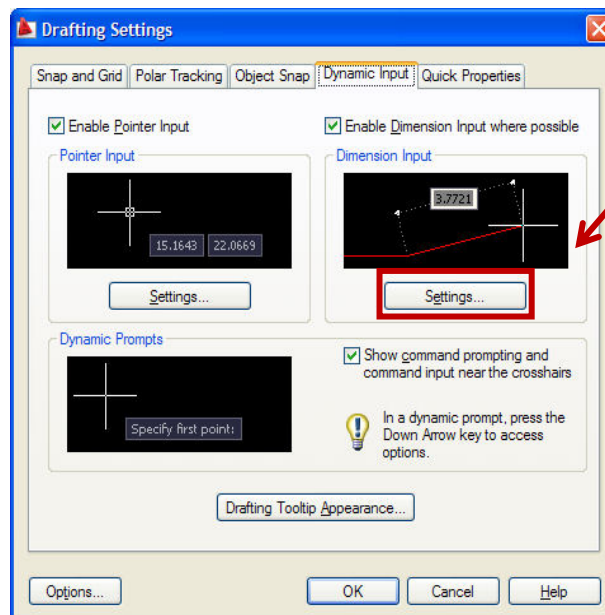 Drafting Settings
Snap and Grid Polar Tracking Object Snap Dynamic Input Quick Properties
Enable Pointer Input
Enable Dimension Input where possible
Pointer Input
15.1643 22.0669
Settings...
Dimension Input
3.7721
Settings...
Dynamic Prompts
Specify first point:
Show command prompting and
command input near the crosshairs
In a dynamic prompt, press the
Down Arrow key to access
options.
Drafting Tooltip Appearance...
Options... OK Cancel Help